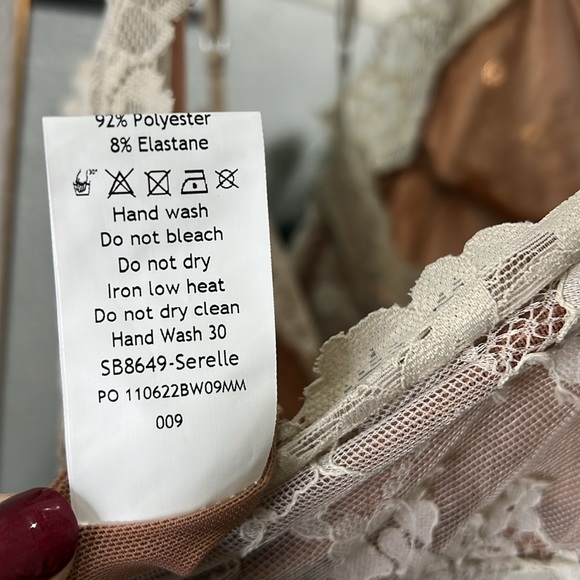 92% Polyester
8% Elastane
30°
Hand wash
Do not bleach
Do not dry
Iron low heat
Do not dry clean
Hand Wash 30
SB8649-Serelle
PO 110622BW09MM
009